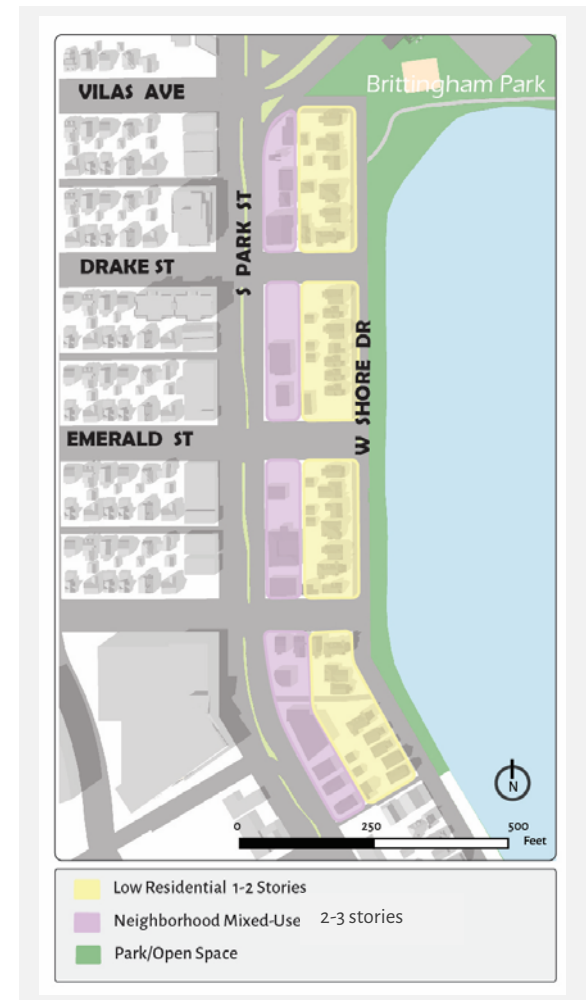 Brittingham Park
VILAS AVE
S PARK ST
DRAKE ST
W SHORE DR
EMERALD ST
N
0 250 500
Feet
Low Residential 1-2 Stories
Neighborhood Mixed-Use 2-3 stories
Park/Open Space